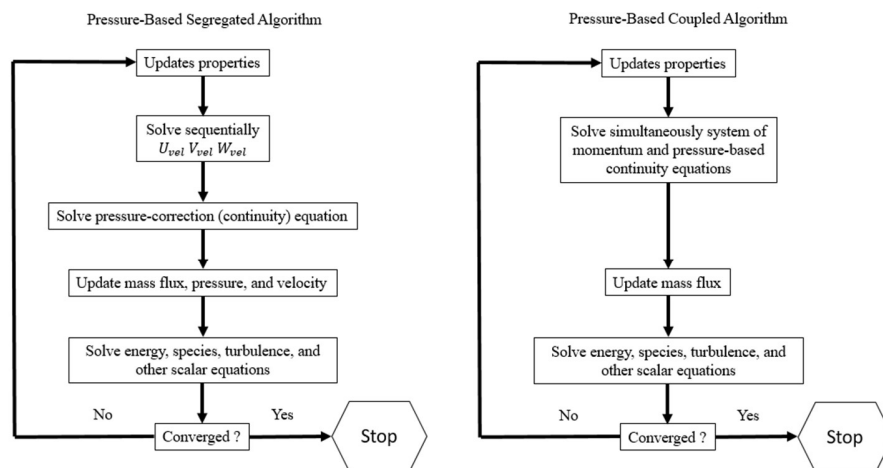 Pressure-Based Segregated Algorithm
Updates properties
Solve sequentially
U_vel V_vel W_vel
Solve pressure-correction (continuity) equation
Update mass flux, pressure, and velocity
Solve energy, species, turbulence, and
other scalar equations
No
Yes
Converged ?
Stop
Pressure-Based Coupled Algorithm
Updates properties
Solve simultaneously system of
momentum and pressure-based
continuity equations
Update mass flux
Solve energy, species, turbulence, and
other scalar equations
No
Yes
Converged ?
Stop